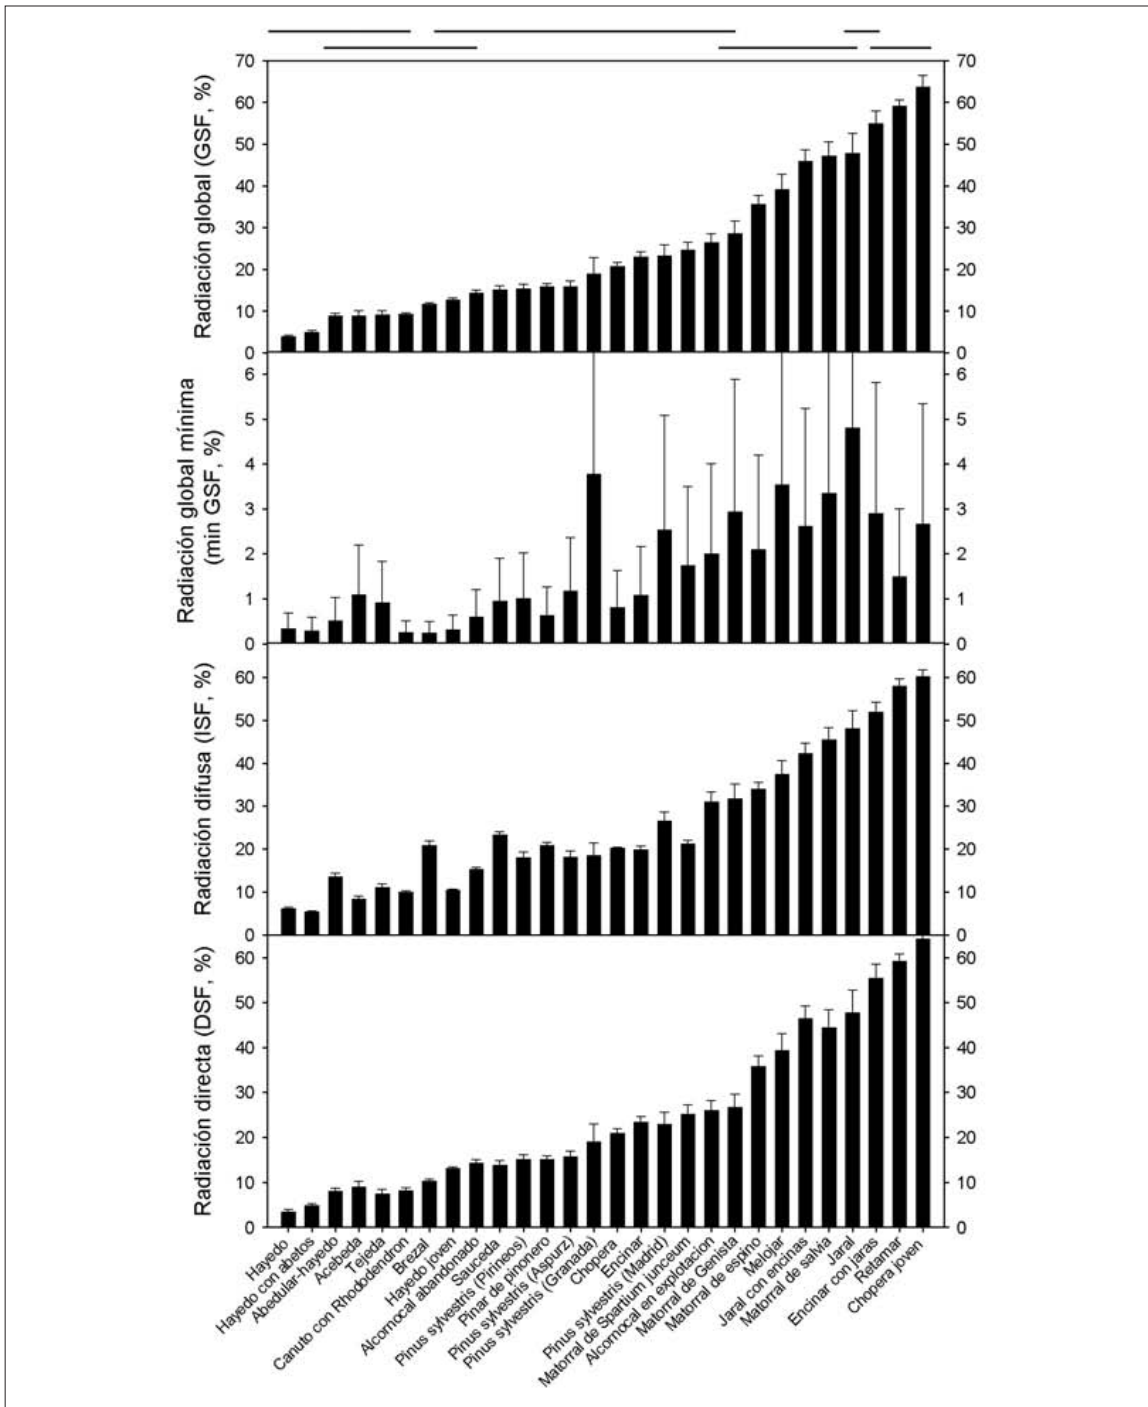 Radiación global (GSF, %)
70
60
50
40
30
20
10
0
70
60
50
40
30
20
10
0
Radiación global mínima
(min GSF, %)
6
5
4
3
2
1
0
6
5
4
3
2
1
0
Radiación difusa (ISF, %)
60
50
40
30
20
10
0
60
50
40
30
20
10
0
Radiación directa (DSF, %)
60
50
40
30
20
10
0
60
50
40
30
20
10
0
Hayedo
Hayedo con abetos
Abedular-hayedo
Acebeda
Tejeda
Canuto con Rhododendron
Brezal
Hayedo joven
Alcornocal abandonado
Sauceda
Pinus sylvestris (Pirineos)
Pinar de pinonero
Pinus sylvestris (Aspurz)
Pinus sylvestris (Granada)
Chopera
Encinar
Pinus sylvestris (Madrid)
Matorral de Spartium junceum
Alcornocal en explotacion
Matorral de Genista
Matorral de espino
Melojar
Jaral con encinas
Matorral de salvia
Jaral
Encinar con jaras
Retamar
Chopera joven